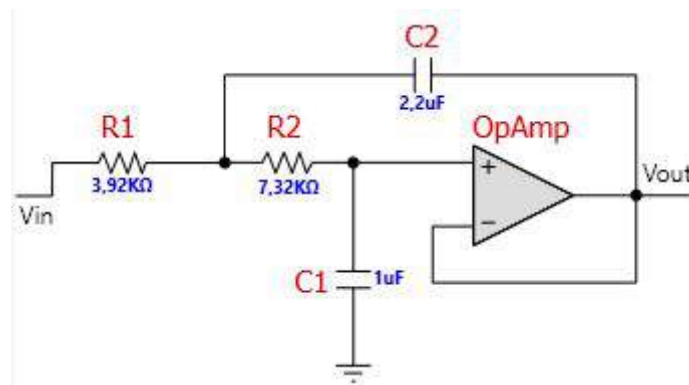 C2
2,2uF
R1
R2
OpAmp
3,92KΩ
7,32KΩ
+
−
Vout
Vin
C1
1uF